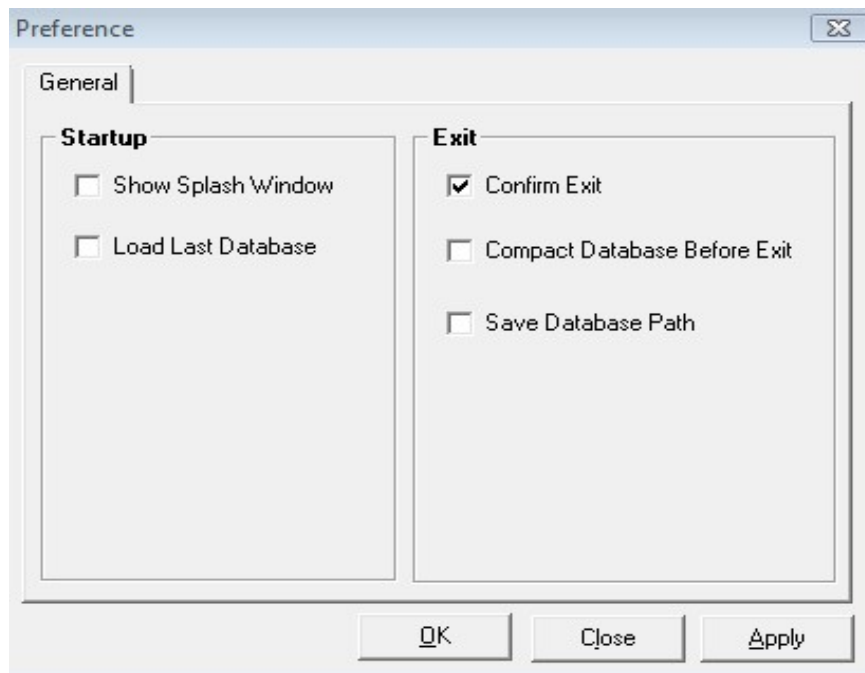 Preference
General
Startup
Show Splash Window
Load Last Database
Exit
Confirm Exit
Compact Database Before Exit
Save Database Path
OK
Close
Apply